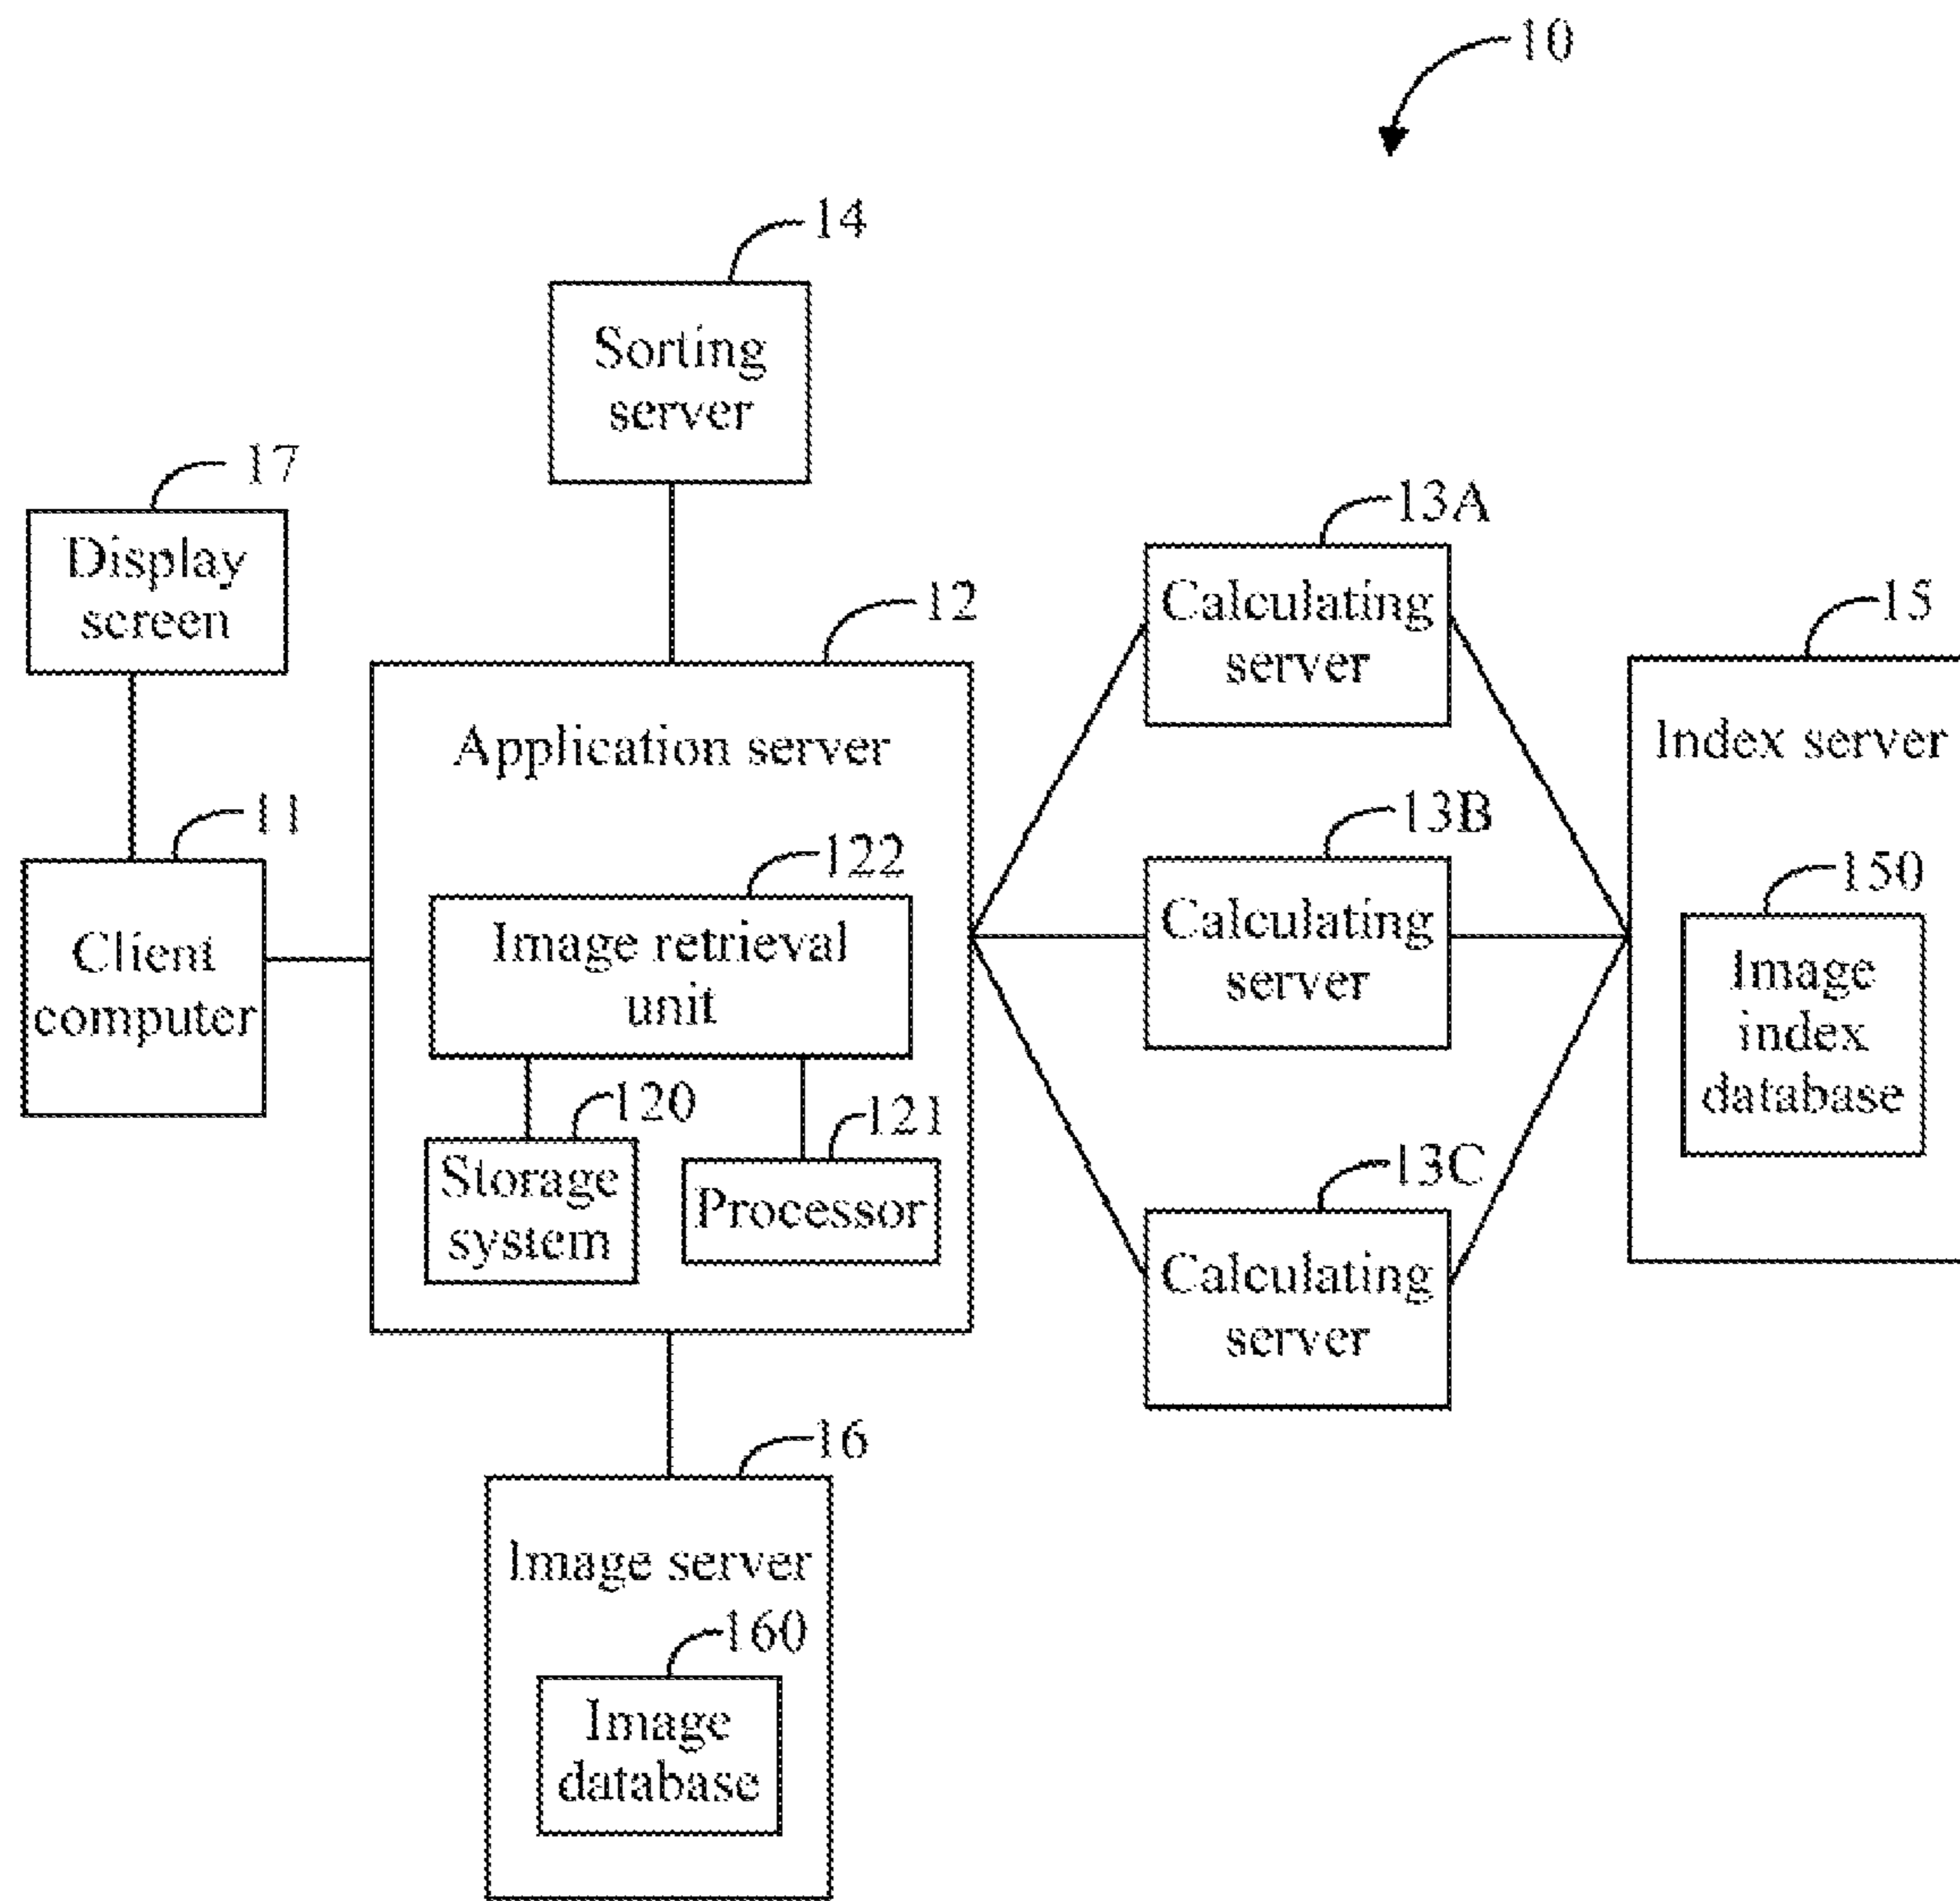 10
14
Sorting
server
17
Display
screen
12
Application server
11
Client
computer
122
Image retrieval
unit
120
Storage
system
121
Processor
13A
Calculating
server
13B
Calculating
server
13C
Calculating
server
15
Index server
150
Image
index
database
16
Image server
160
Image
database